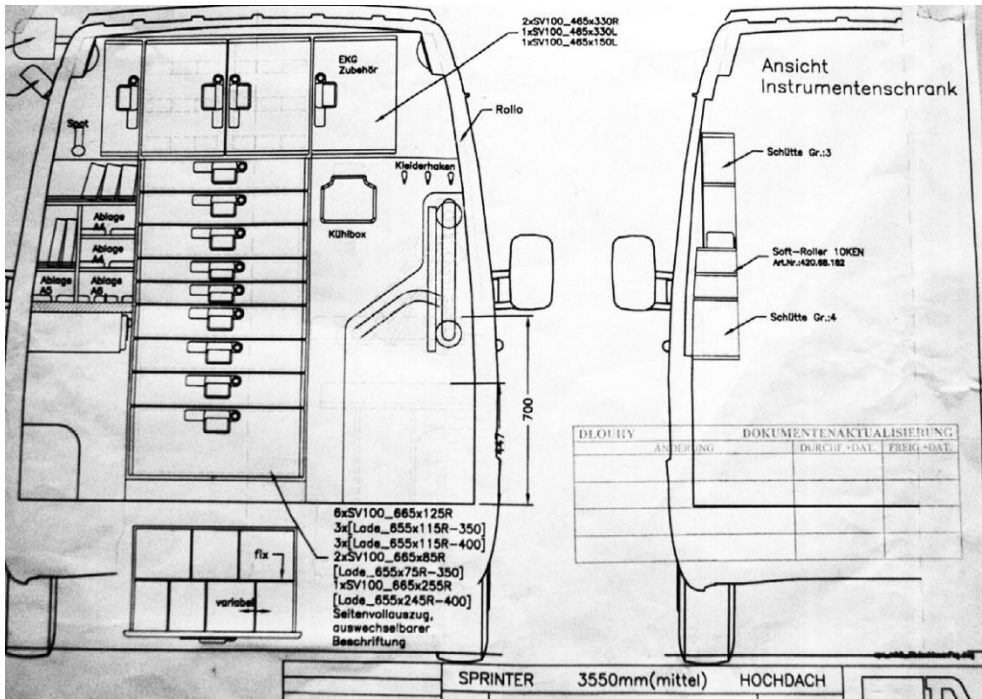 2xSV100_465x330R
1xSV100_465x330L
1xSV100_465x150L
EKG
Zubehör
Rollo
Spot
Kleiderhaken
Kühlbox
Ablage
A4
Ablage
A4
Ablage
A5
Ablage
A6
700
447
6xSV100_665x125R
3x[Lade_655x115R-350]
3x[Lade_655x115R-400]
2xSV100_665x85R
[Lade_655x75R-350]
1xSV100_665x255R
[Lade_655x245R-400]
Seitenvollauszug,
auswechselbarer
Beschriftung
fix
variabel
Ansicht
Instrumentenschrank
Schütte Gr.:3
Soft-Roller 10KEN
Art.Nr.:420.68.182
Schütte Gr.:4
DLOUHY DOKUMENTENAKTUALISIERUNG
ÄNDERUNG DURCHF.+DAT. FREIG.+DAT.
SPRINTER 3550mm(mittel) HOCHDACH